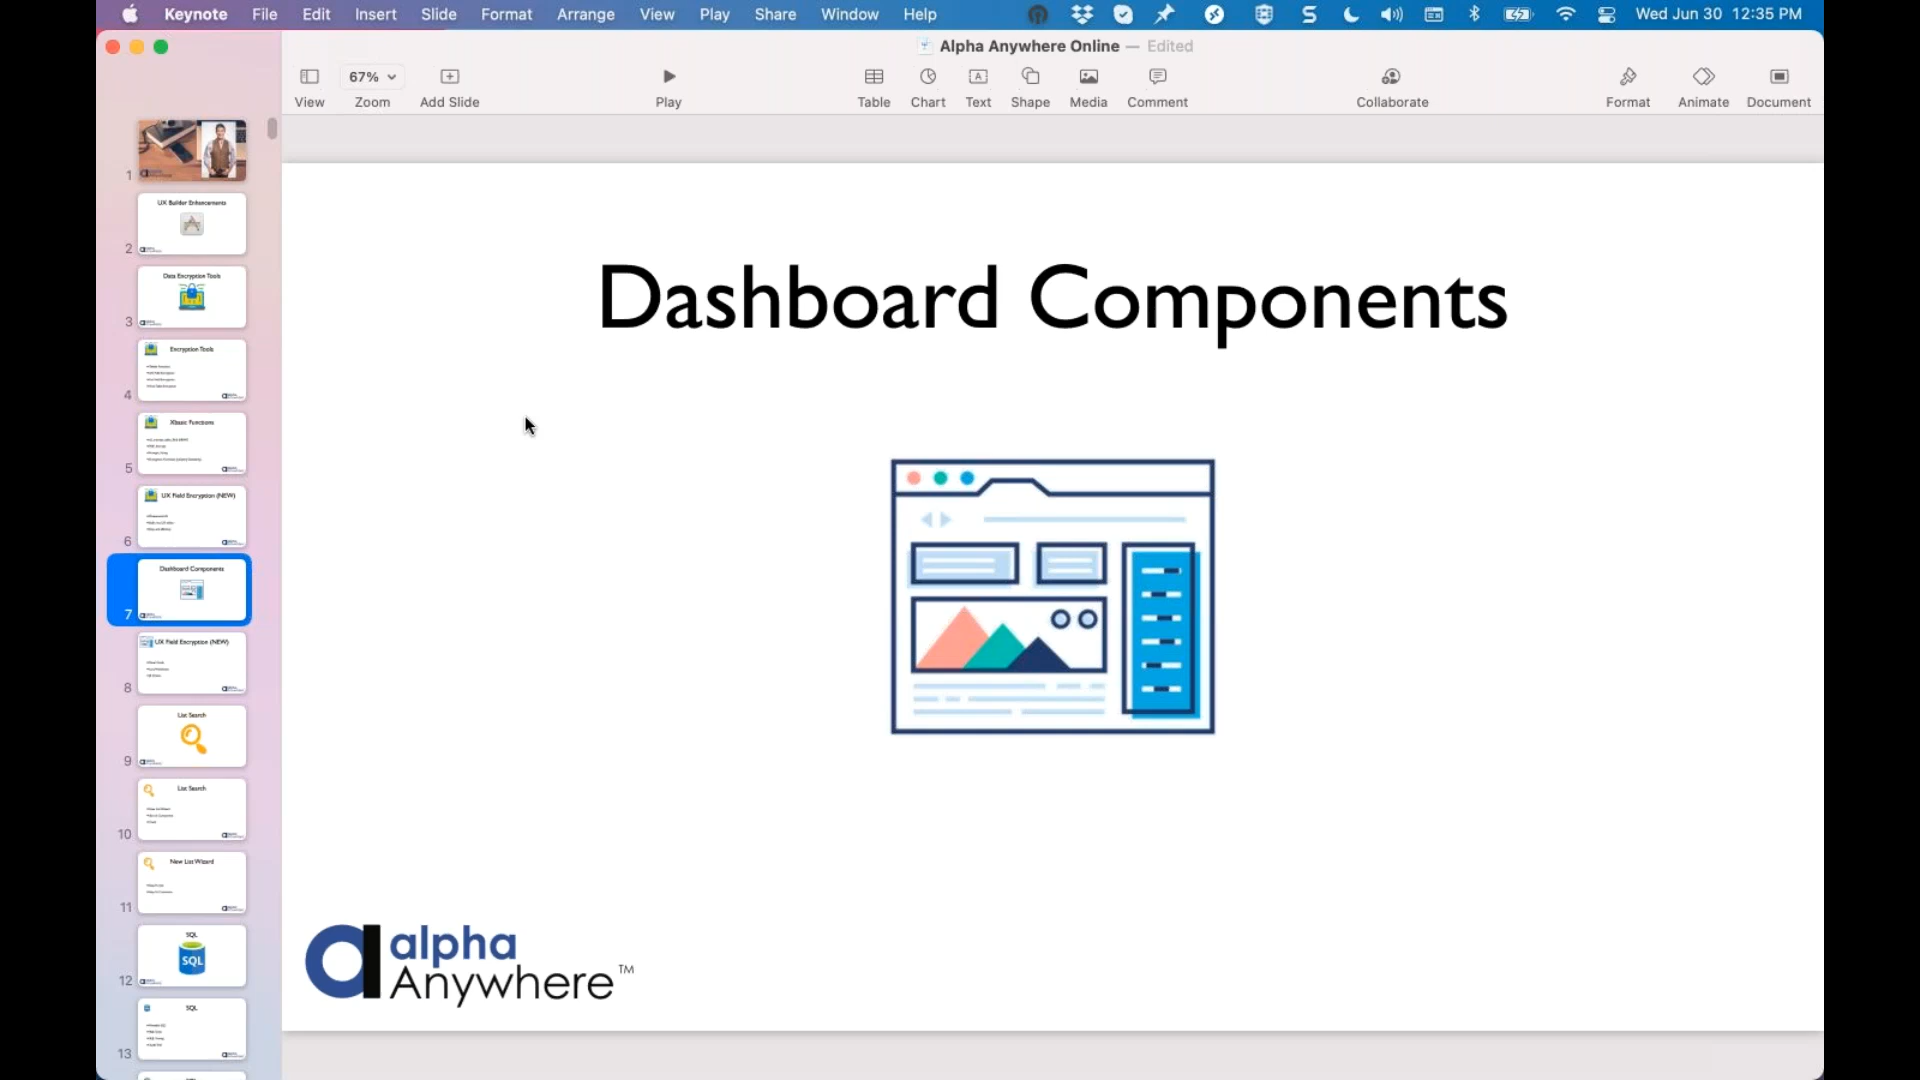 Keynote File Edit Insert Slide Format Arrange View Play Share Window Help Wed Jun 30 12:35 PM
Alpha Anywhere Online — Edited
67%
View Zoom Add Slide Play Table Chart Text Shape Media Comment Collaborate Format Animate Document
1
UX Builder Enhancements
2
Data Encryption Tools
3
Encryption Tools
4
Xbasic Functions
5
UX Field Encryption (NEW)
6
Dashboard Components
7
UX Field Encryption (NEW)
8
List Search
9
List Search
10
New List Wizard
11
SQL
SQL
12
SQL
13
Dashboard Components
alpha
Anywhere™